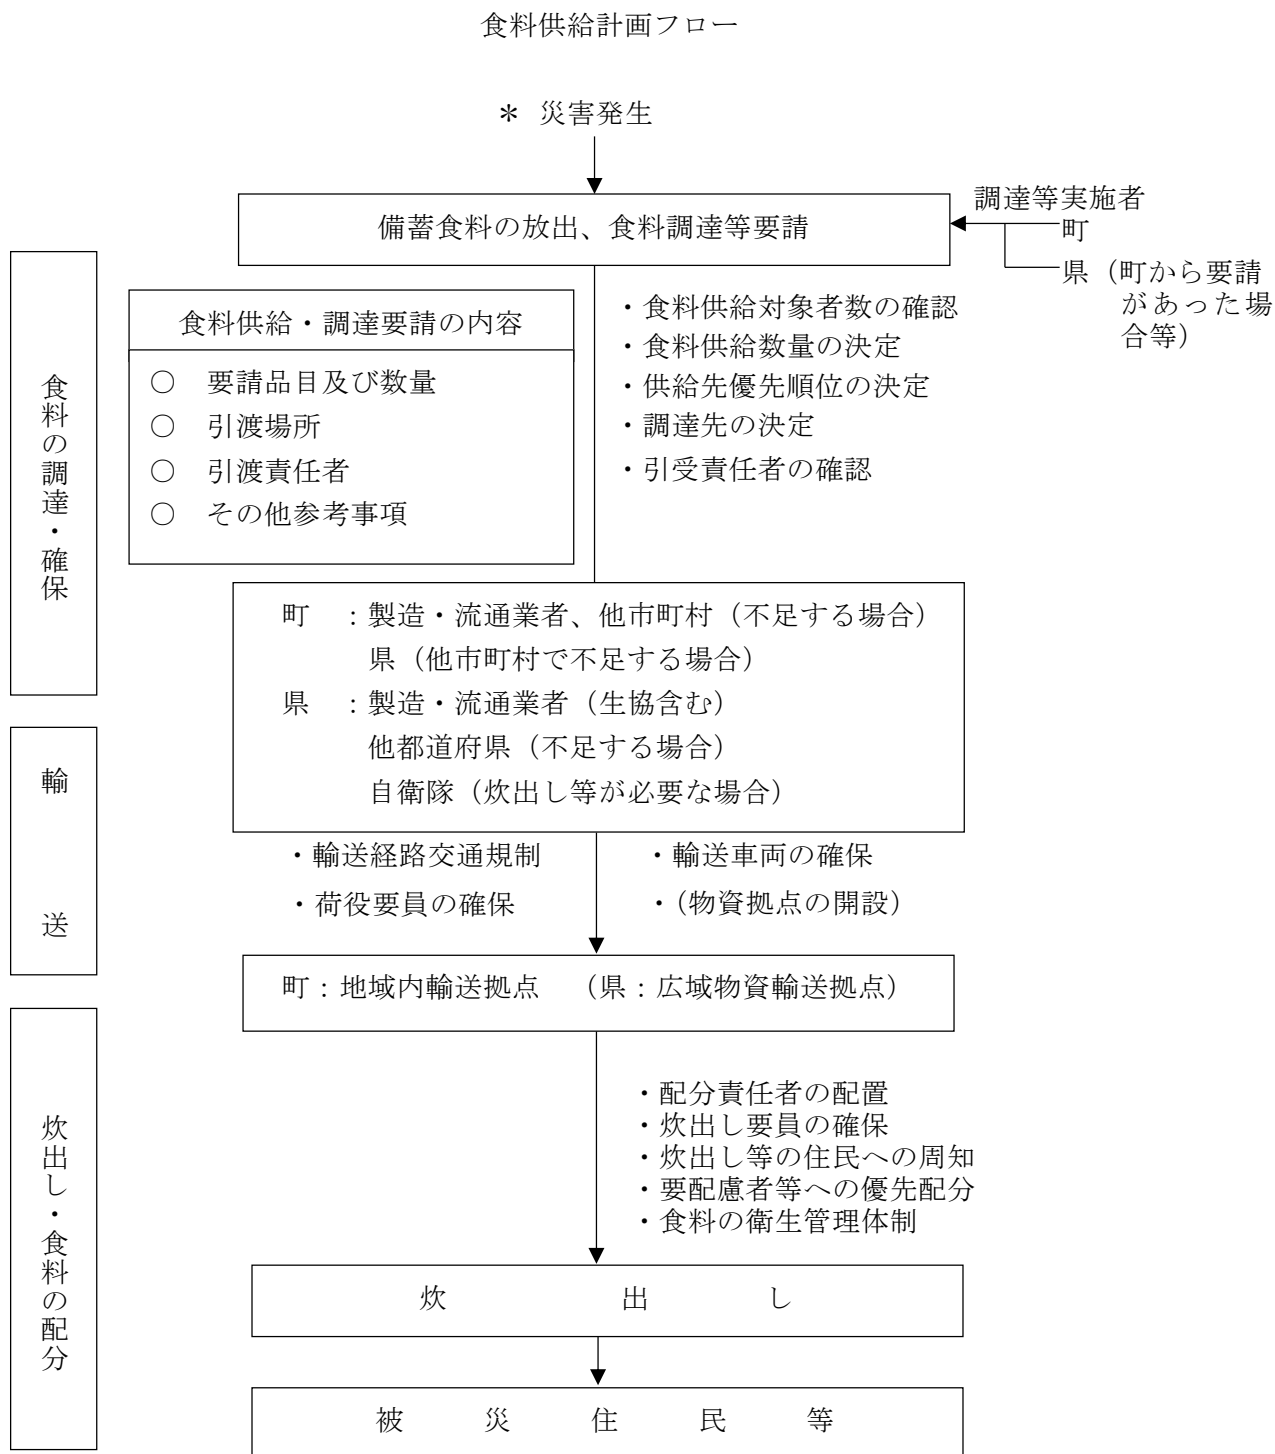 食料供給計画フロー
＊ 災害発生
備蓄食料の放出、食料調達等要請
調達等実施者
町
県（町から要請
があった場
合等）
食料の調達・確保
食料供給・調達要請の内容
○ 要請品目及び数量
○ 引渡場所
○ 引渡責任者
○ その他参考事項
・食料供給対象者数の確認
・食料供給数量の決定
・供給先優先順位の決定
・調達先の決定
・引受責任者の確認
町 ：製造・流通業者、他市町村（不足する場合）
県（他市町村で不足する場合）
県 ：製造・流通業者（生協含む）
他都道府県（不足する場合）
自衛隊（炊出し等が必要な場合）
輸送
・輸送経路交通規制
・輸送車両の確保
・荷役要員の確保
・（物資拠点の開設）
町：地域内輸送拠点 （県：広域物資輸送拠点）
炊出し・食料の配分
・配分責任者の配置
・炊出し要員の確保
・炊出し等の住民への周知
・要配慮者等への優先配分
・食料の衛生管理体制
炊出し
被災住民等